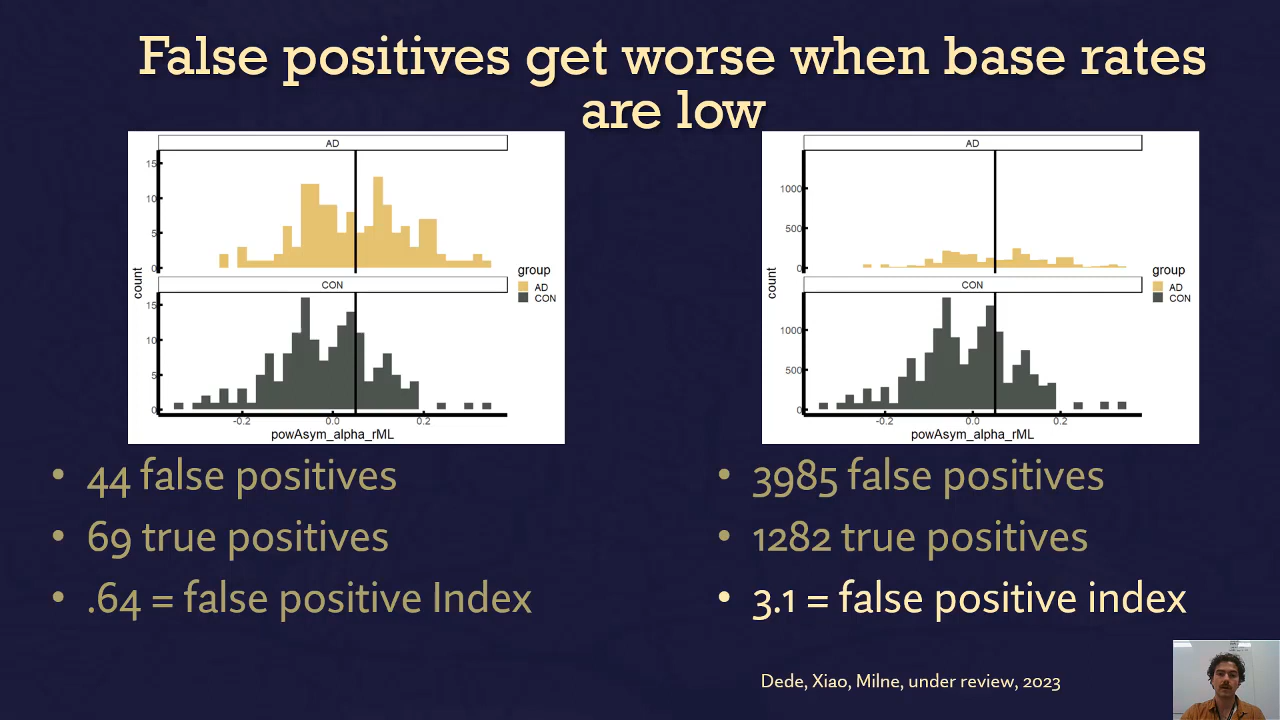 False positives get worse when base rates
are low
AD
15
10
5
0
CON
15
10
5
0
count
-0.2
0.0
0.2
powAsym_alpha_rML
group
AD
CON
AD
1000
500
0
CON
1000
500
0
count
-0.2
0.0
0.2
powAsym_alpha_rML
group
AD
CON
• 44 false positives
• 69 true positives
• .64 = false positive Index
• 3985 false positives
• 1282 true positives
• 3.1 = false positive index
Dede, Xiao, Milne, under review, 2023